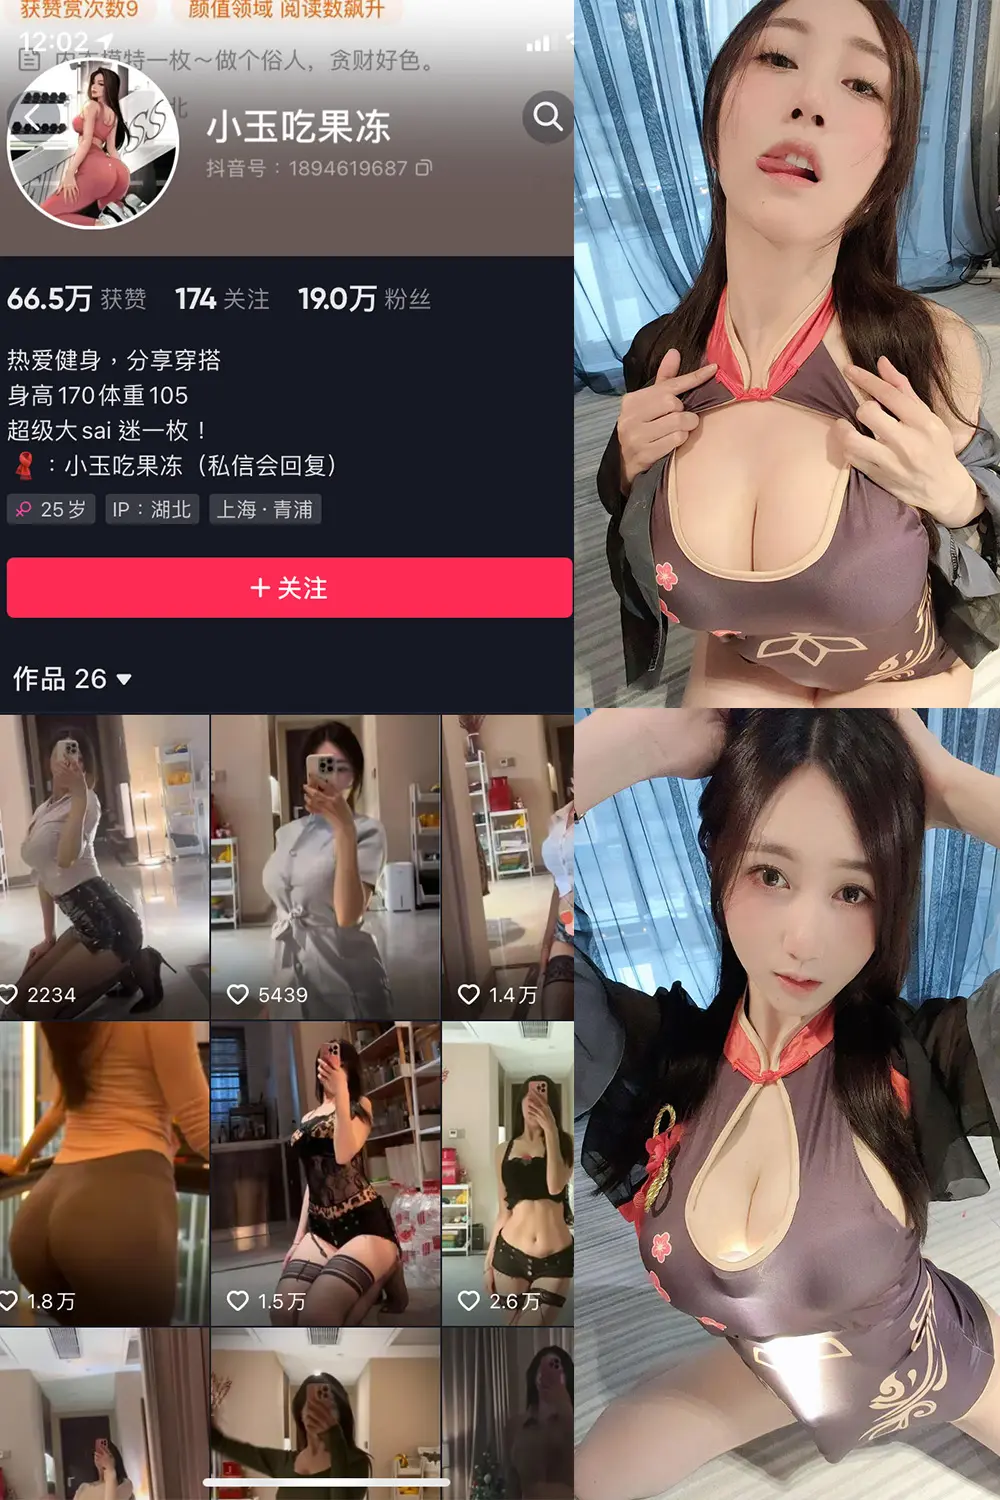 获赞赏次数9 颜值领域 阅读数飙升
12:02
内衣模特一枚～做个俗人，贪财好色。
北
小玉吃果冻
抖音号：1894619687
66.5万 获赞 174 关注 19.0万 粉丝
热爱健身，分享穿搭
身高170体重105
超级大sai 迷一枚！
：小玉吃果冻（私信会回复）
25岁 IP：湖北 上海·青浦
+关注
作品 26
2234 5439 1.4万
1.8万 1.5万 2.6万